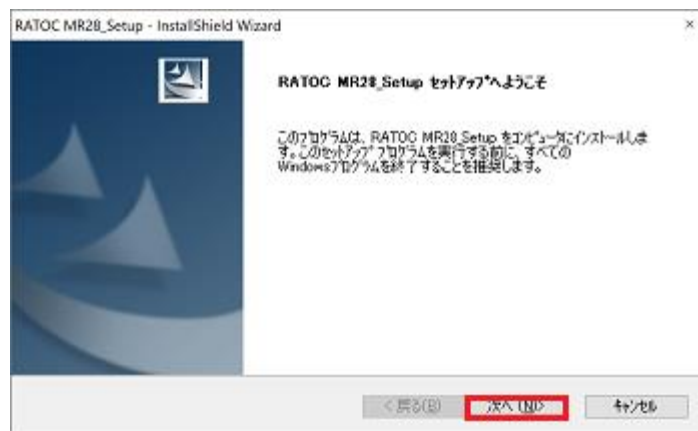 RATOC MR28_Setup - InstallShield Wizard
RATOC MR28_Setup セットアップへようこそ
このプログラムは、RATOC MR28_Setup をコンピュータにインストールしま
す。このセットアップ プログラムを実行する前に、すべての
Windowsプログラムを終了することを推奨します。
< 戻る(B)
次へ(N)>
キャンセル